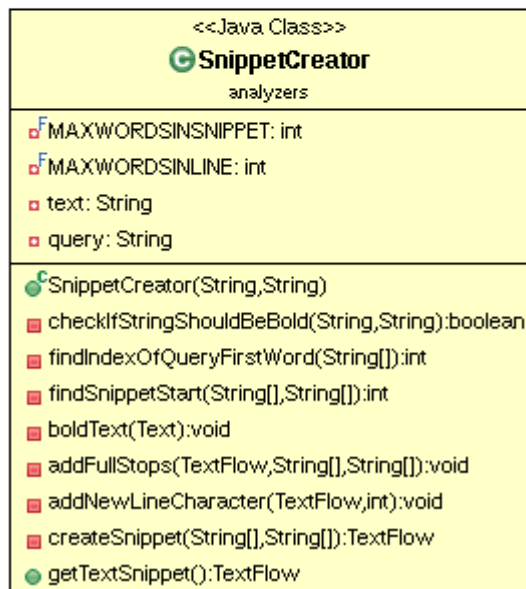 <<Java Class>>
SnippetCreator
analyzers
MAXWORDSINSNIPPET: int
MAXWORDSINLINE: int
text: String
query: String
SnippetCreator(String,String)
checkIfStringShouldBeBold(String,String):boolean
findIndexOfQueryFirstWord(String[]):int
findSnippetStart(String[],String[]):int
boldText(Text):void
addFullStops(TextFlow,String[],String[]):void
addNewLineCharacter(TextFlow,int):void
createSnippet(String[],String[]):TextFlow
getTextSnippet():TextFlow